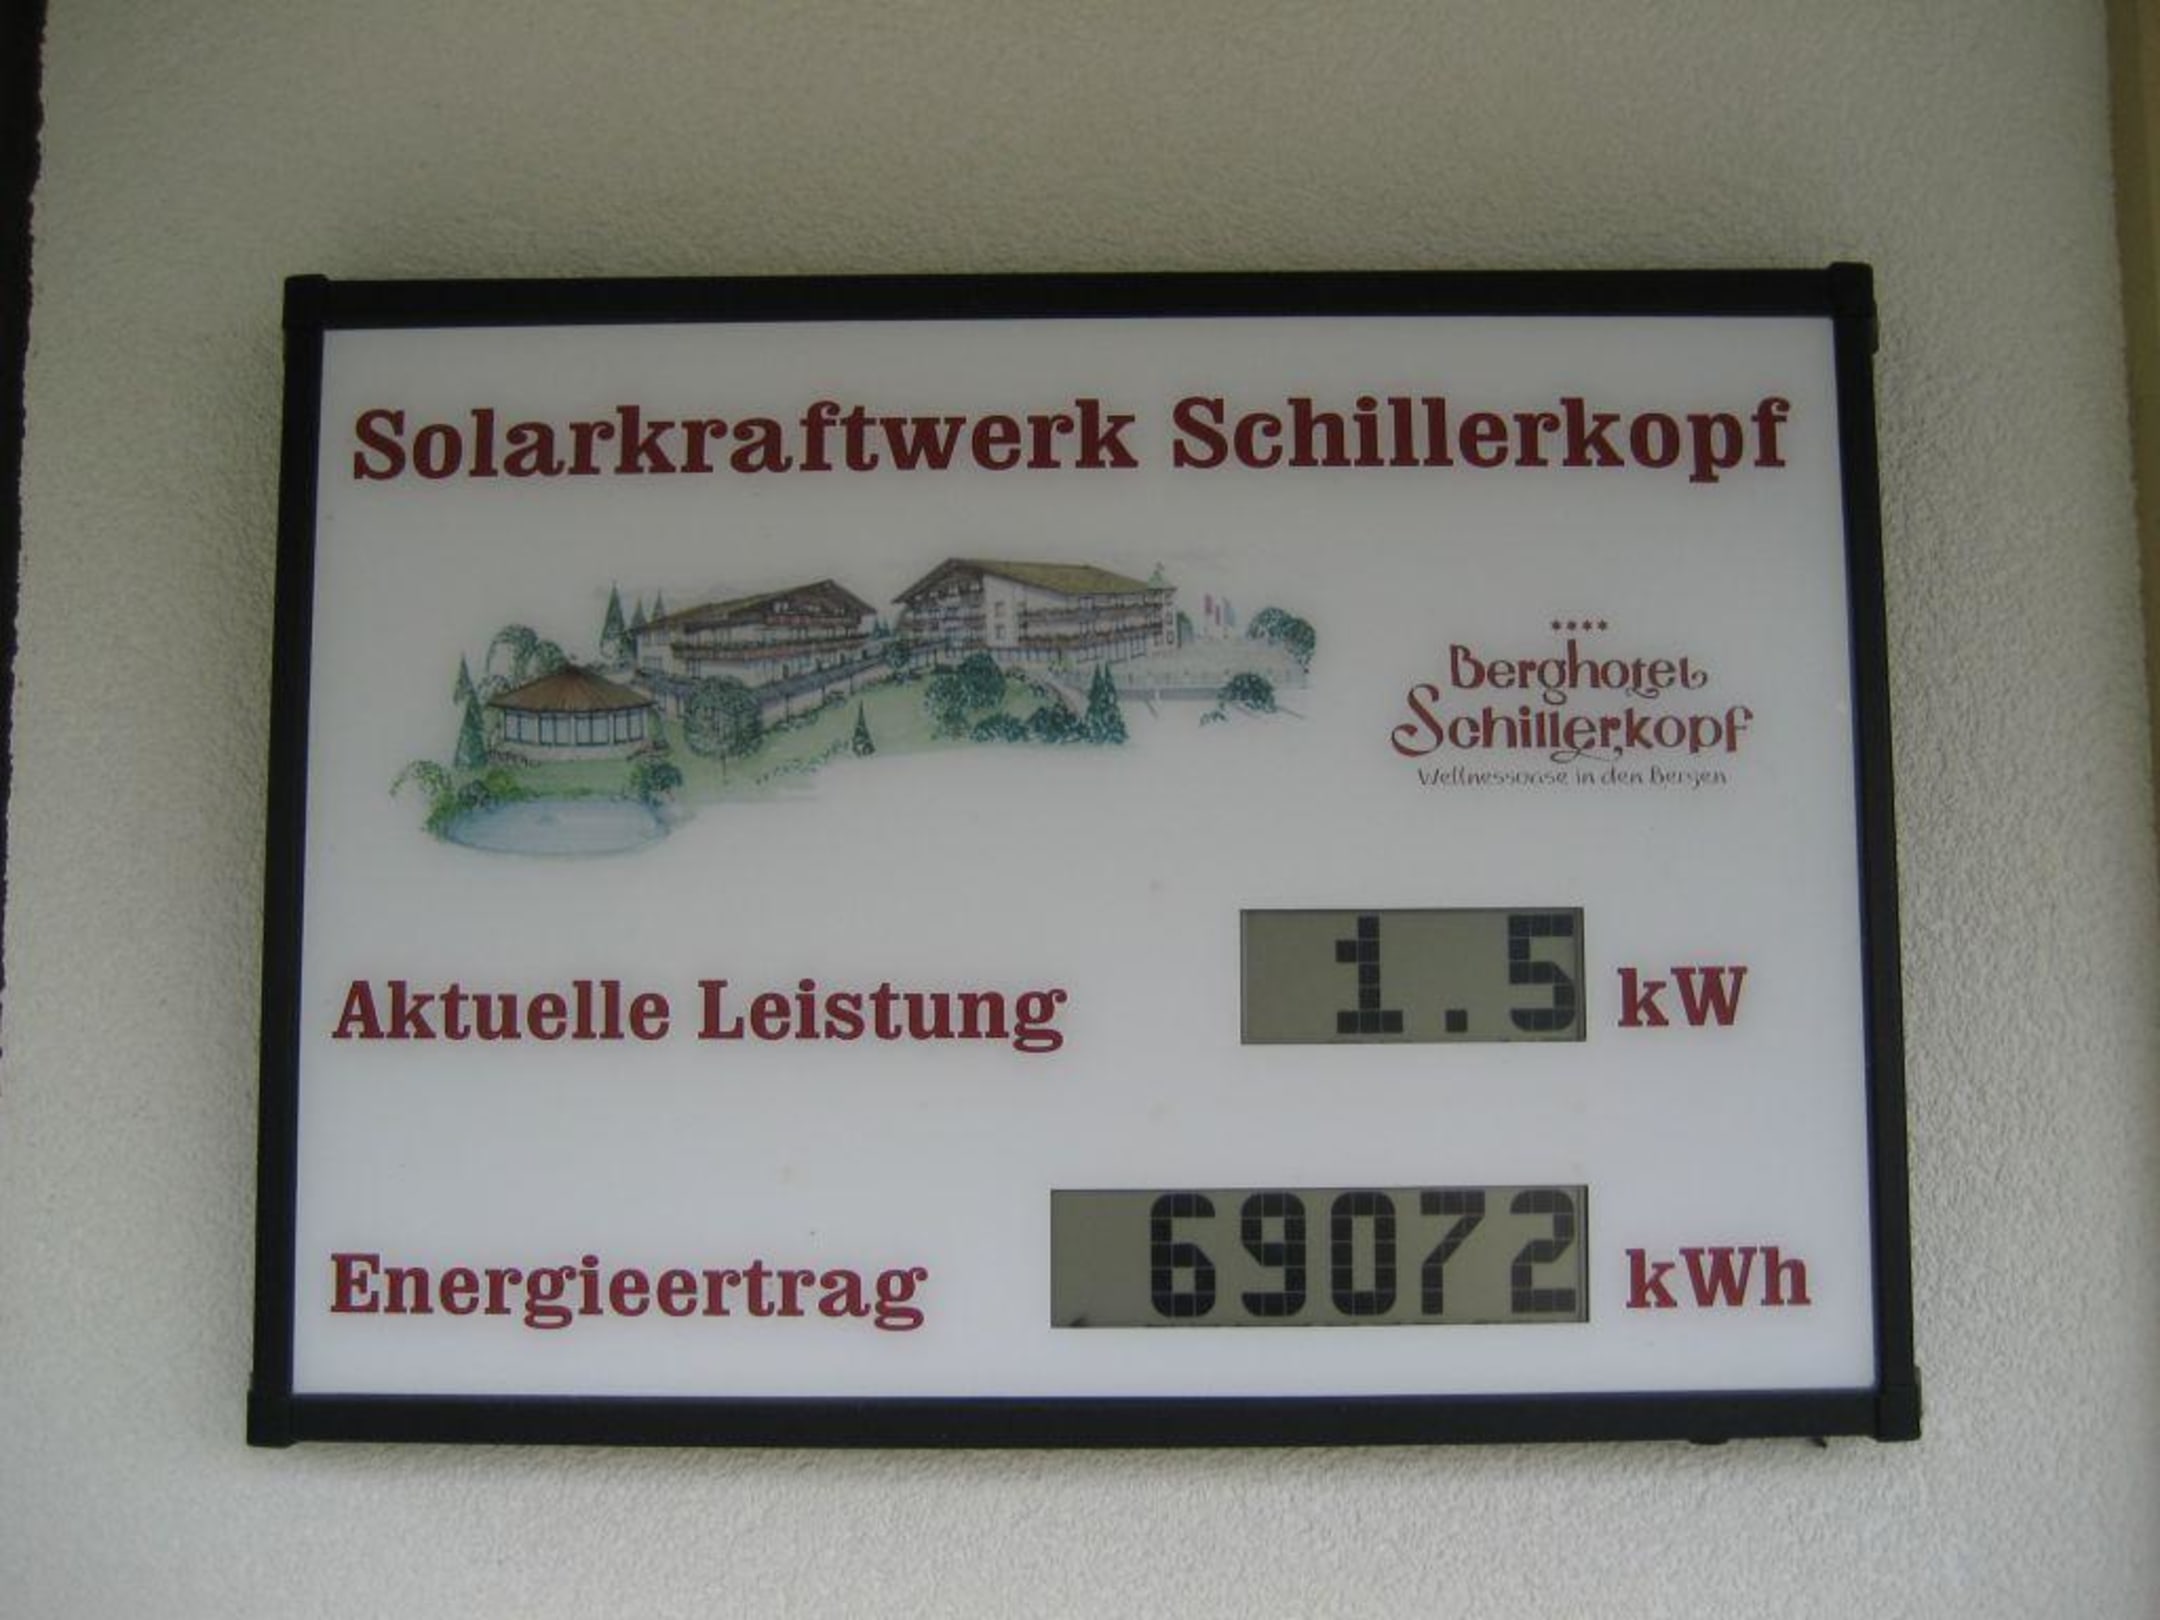 Solarkraftwerk Schillerkopf
****
Berghotel
Schillerkopf
Wellnessoase in den Bergen
Aktuelle Leistung 1.5 kW
Energieertrag 69072 kWh